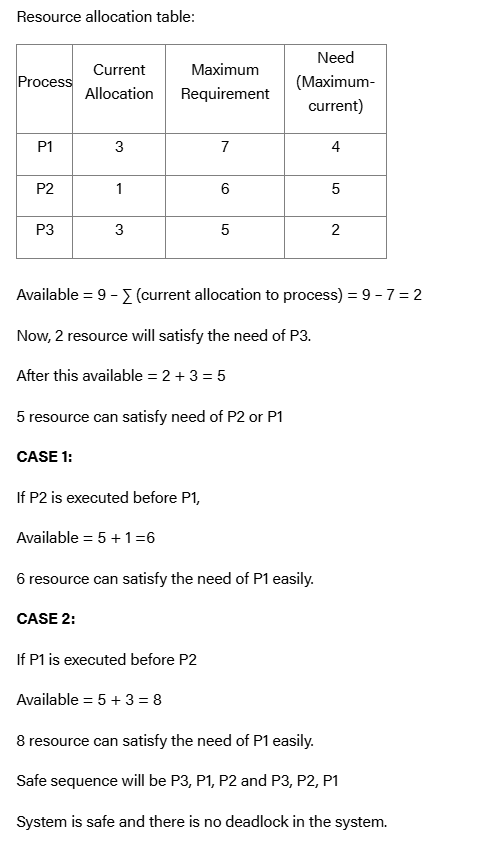 Resource allocation table:
Process
Current
Allocation
Maximum
Requirement
Need
(Maximum-
current)
P1 3 7 4
P2 1 6 5
P3 3 5 2
Available = 9 – ∑ (current allocation to process) = 9 – 7 = 2
Now, 2 resource will satisfy the need of P3.
After this available = 2 + 3 = 5
5 resource can satisfy need of P2 or P1
CASE 1:
If P2 is executed before P1,
Available = 5 + 1 =6
6 resource can satisfy the need of P1 easily.
CASE 2:
If P1 is executed before P2
Available = 5 + 3 = 8
8 resource can satisfy the need of P1 easily.
Safe sequence will be P3, P1, P2 and P3, P2, P1
System is safe and there is no deadlock in the system.